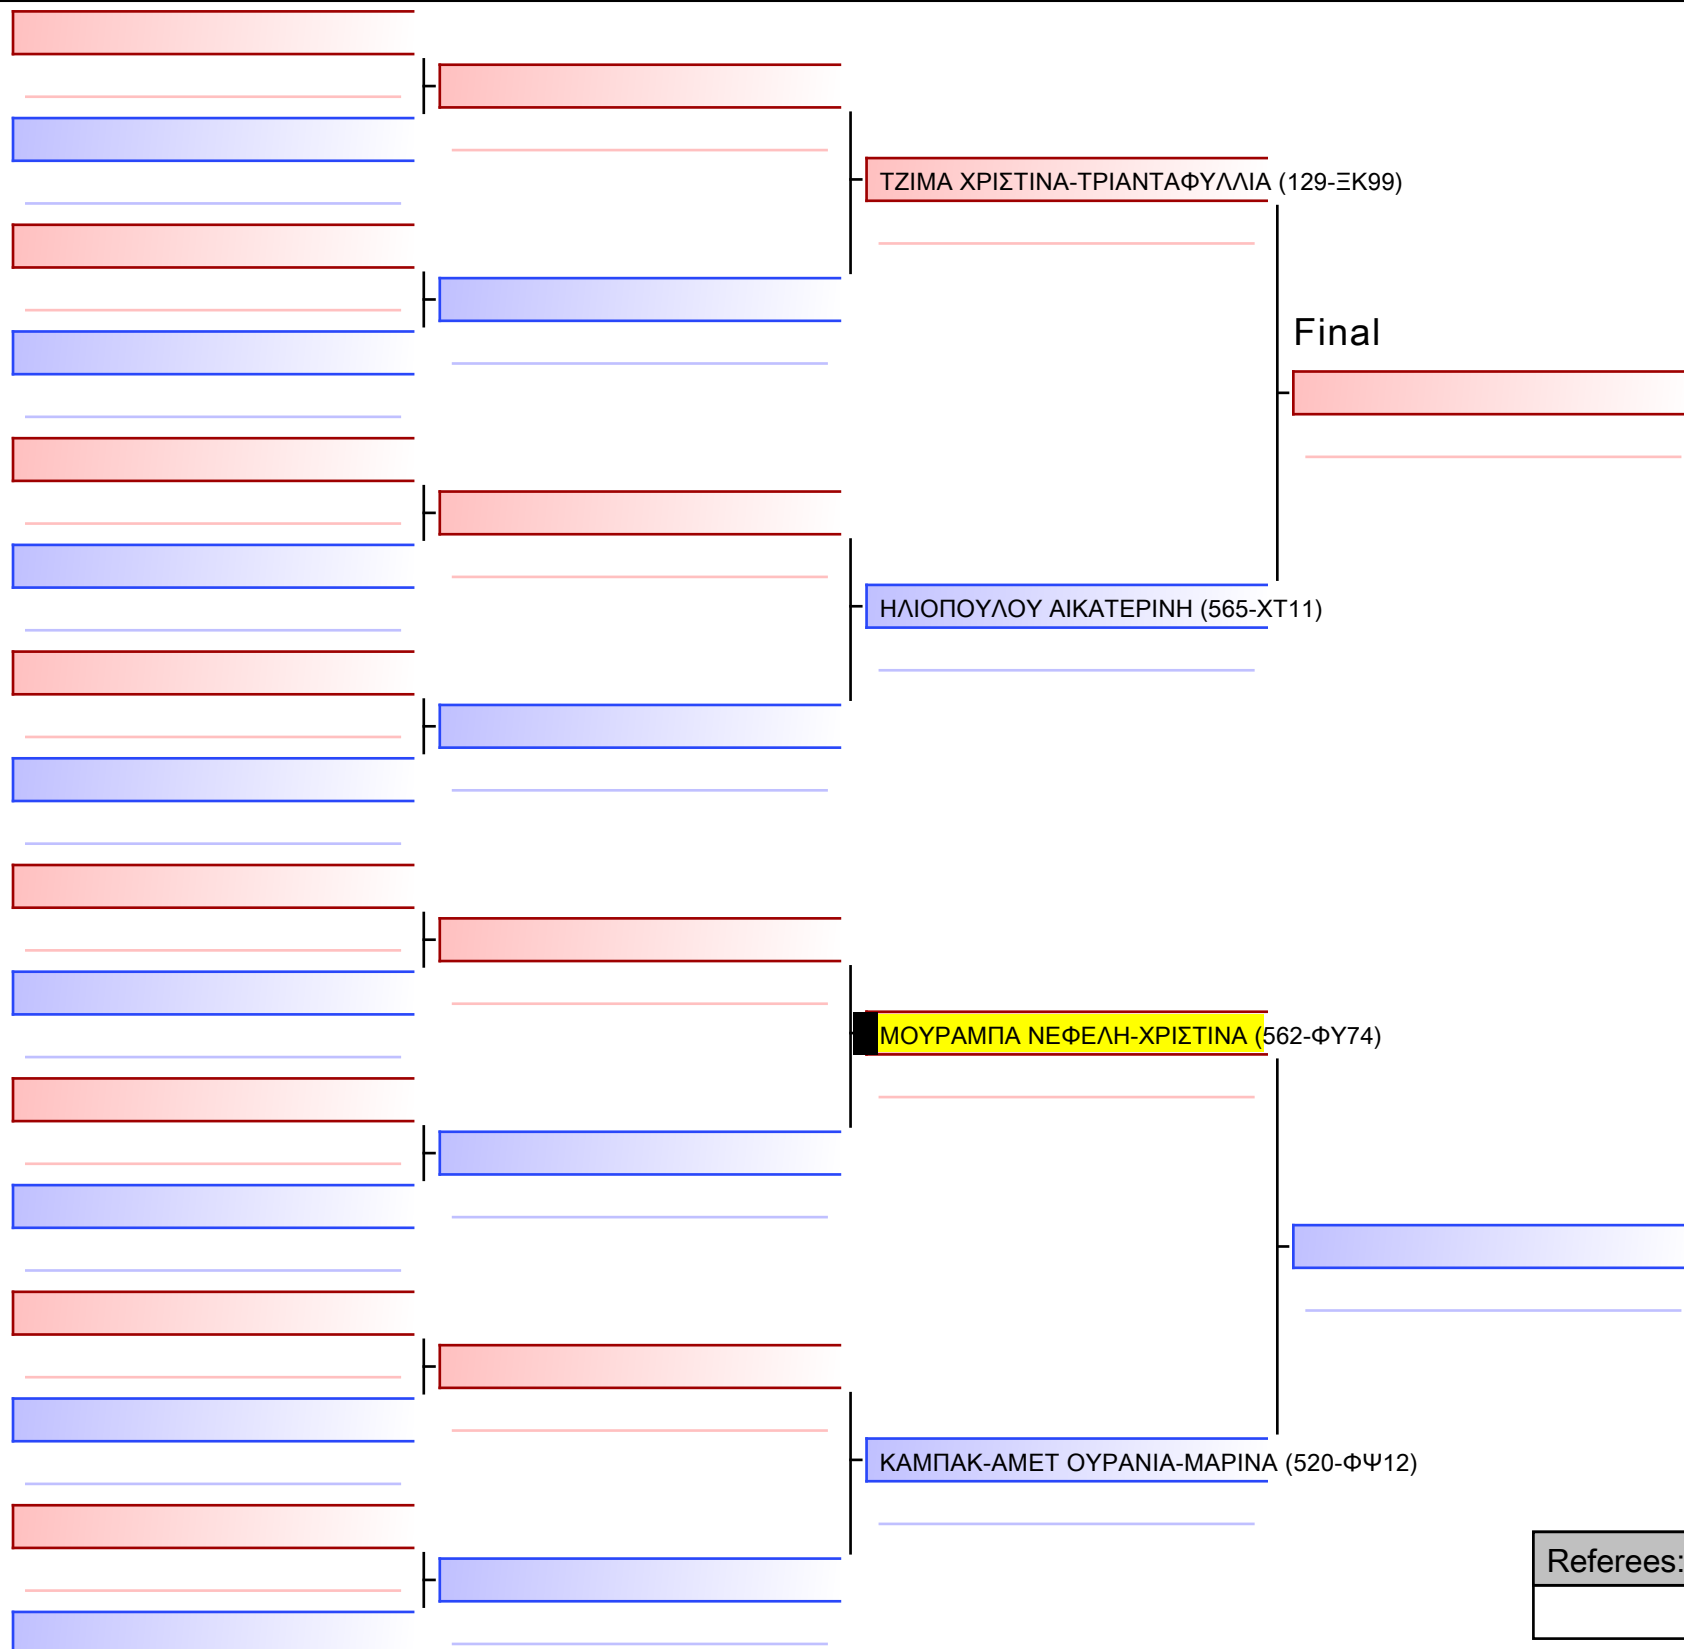 ΤΖΙΜΑ ΧΡΙΣΤΙΝΑ-ΤΡΙΑΝΤΑΦΥΛΛΙΑ (129-ΞΚ99)
Final
ΗΛΙΟΠΟΥΛΟΥ ΑΙΚΑΤΕΡΙΝΗ (565-ΧΤ11)
ΜΟΥΡΑΜΠΑ ΝΕΦΕΛΗ-ΧΡΙΣΤΙΝΑ (562-ΦΥ74)
ΚΑΜΠΑΚ-ΑΜΕΤ ΟΥΡΑΝΙΑ-ΜΑΡΙΝΑ (520-ΦΨ12)
Referees: